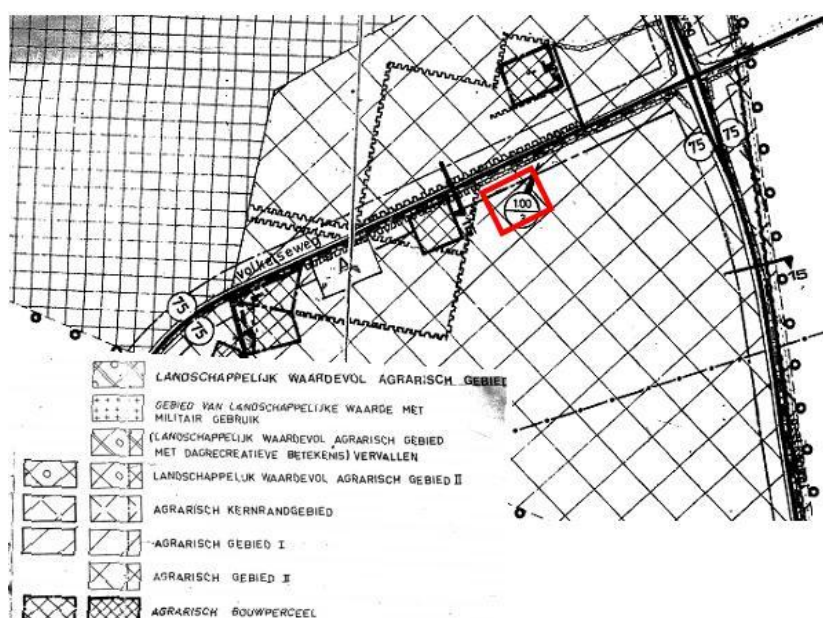 75
75
Volkelseweg
A
1.00
2
75
75
15
LANDSCHAPPELIJK WAARDEVOL AGRARISCH GEBIED
GEBIED VAN LANDSCHAPPELIJKE WAARDE MET
MILITAIR GEBRUIK
(LANDSCHAPPELIJK WAARDEVOL AGRARISCH GEBIED
MET DAGRECREATIEVE BETEKENIS) VERVALLEN
LANDSCHAPPELIJK WAARDEVOL AGRARISCH GEBIED II
AGRARISCH KERNRANDGEBIED
AGRARISCH GEBIED I
AGRARISCH GEBIED II
AGRARISCH BOUWPERCEEL